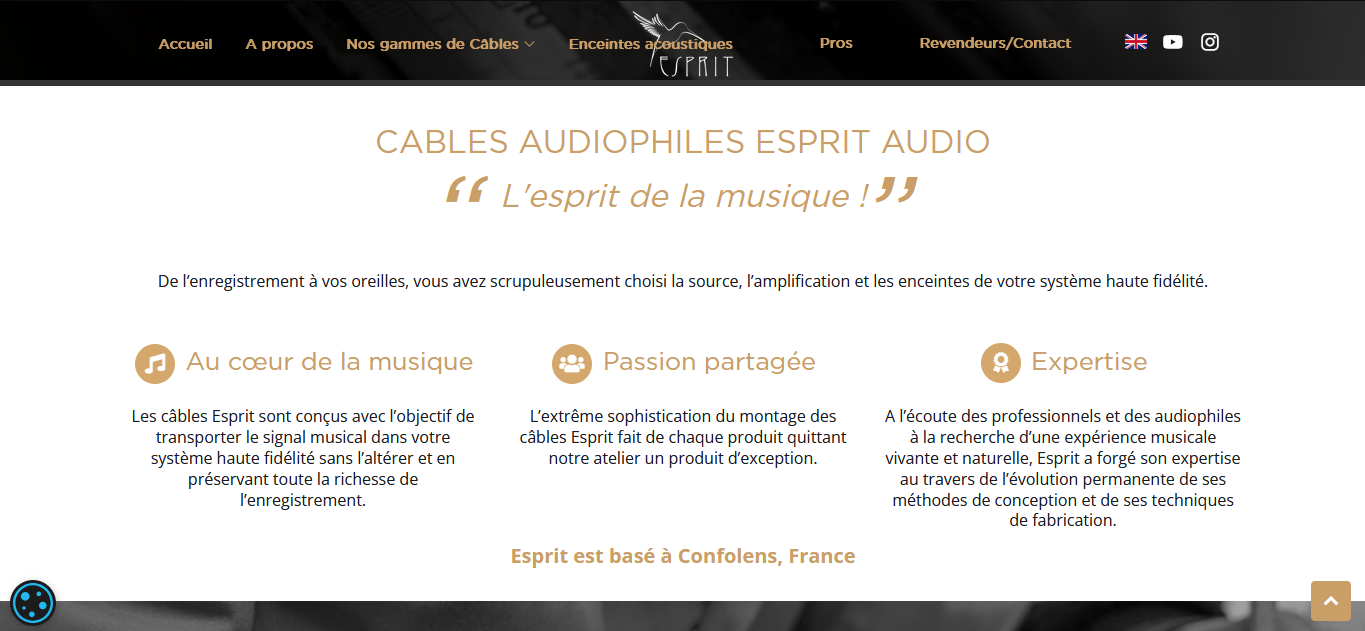 Accueil A propos Nos gammes de Câbles Enceintes acoustiques Pros Revendeurs/Contact
ESPRIT
CABLES AUDIOPHILES ESPRIT AUDIO
“ L'esprit de la musique ! ”
De l’enregistrement à vos oreilles, vous avez scrupuleusement choisi la source, l’amplification et les enceintes de votre système haute fidélité.
Au cœur de la musique
Les câbles Esprit sont conçus avec l’objectif de
transporter le signal musical dans votre
système haute fidélité sans l’altérer et en
préservant toute la richesse de
l’enregistrement.
Passion partagée
L’extrême sophistication du montage des
câbles Esprit fait de chaque produit quittant
notre atelier un produit d’exception.
Expertise
A l’écoute des professionnels et des audiophiles
à la recherche d’une expérience musicale
vivante et naturelle, Esprit a forgé son expertise
au travers de l’évolution permanente de ses
méthodes de conception et de ses techniques
de fabrication.
Esprit est basé à Confolens, France